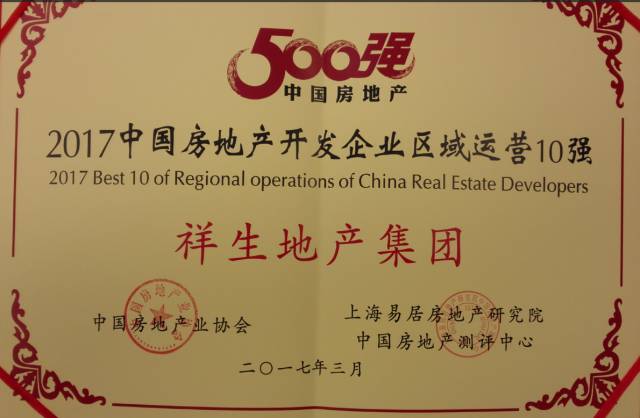 500强
中国房地产
2017中国房地产开发企业区域运营10强
2017 Best 10 of Regional operations of China Real Estate Developers
祥生地产集团
中国房地产业协会
上海易居房地产研究院
中国房地产测评中心
二〇一七年三月